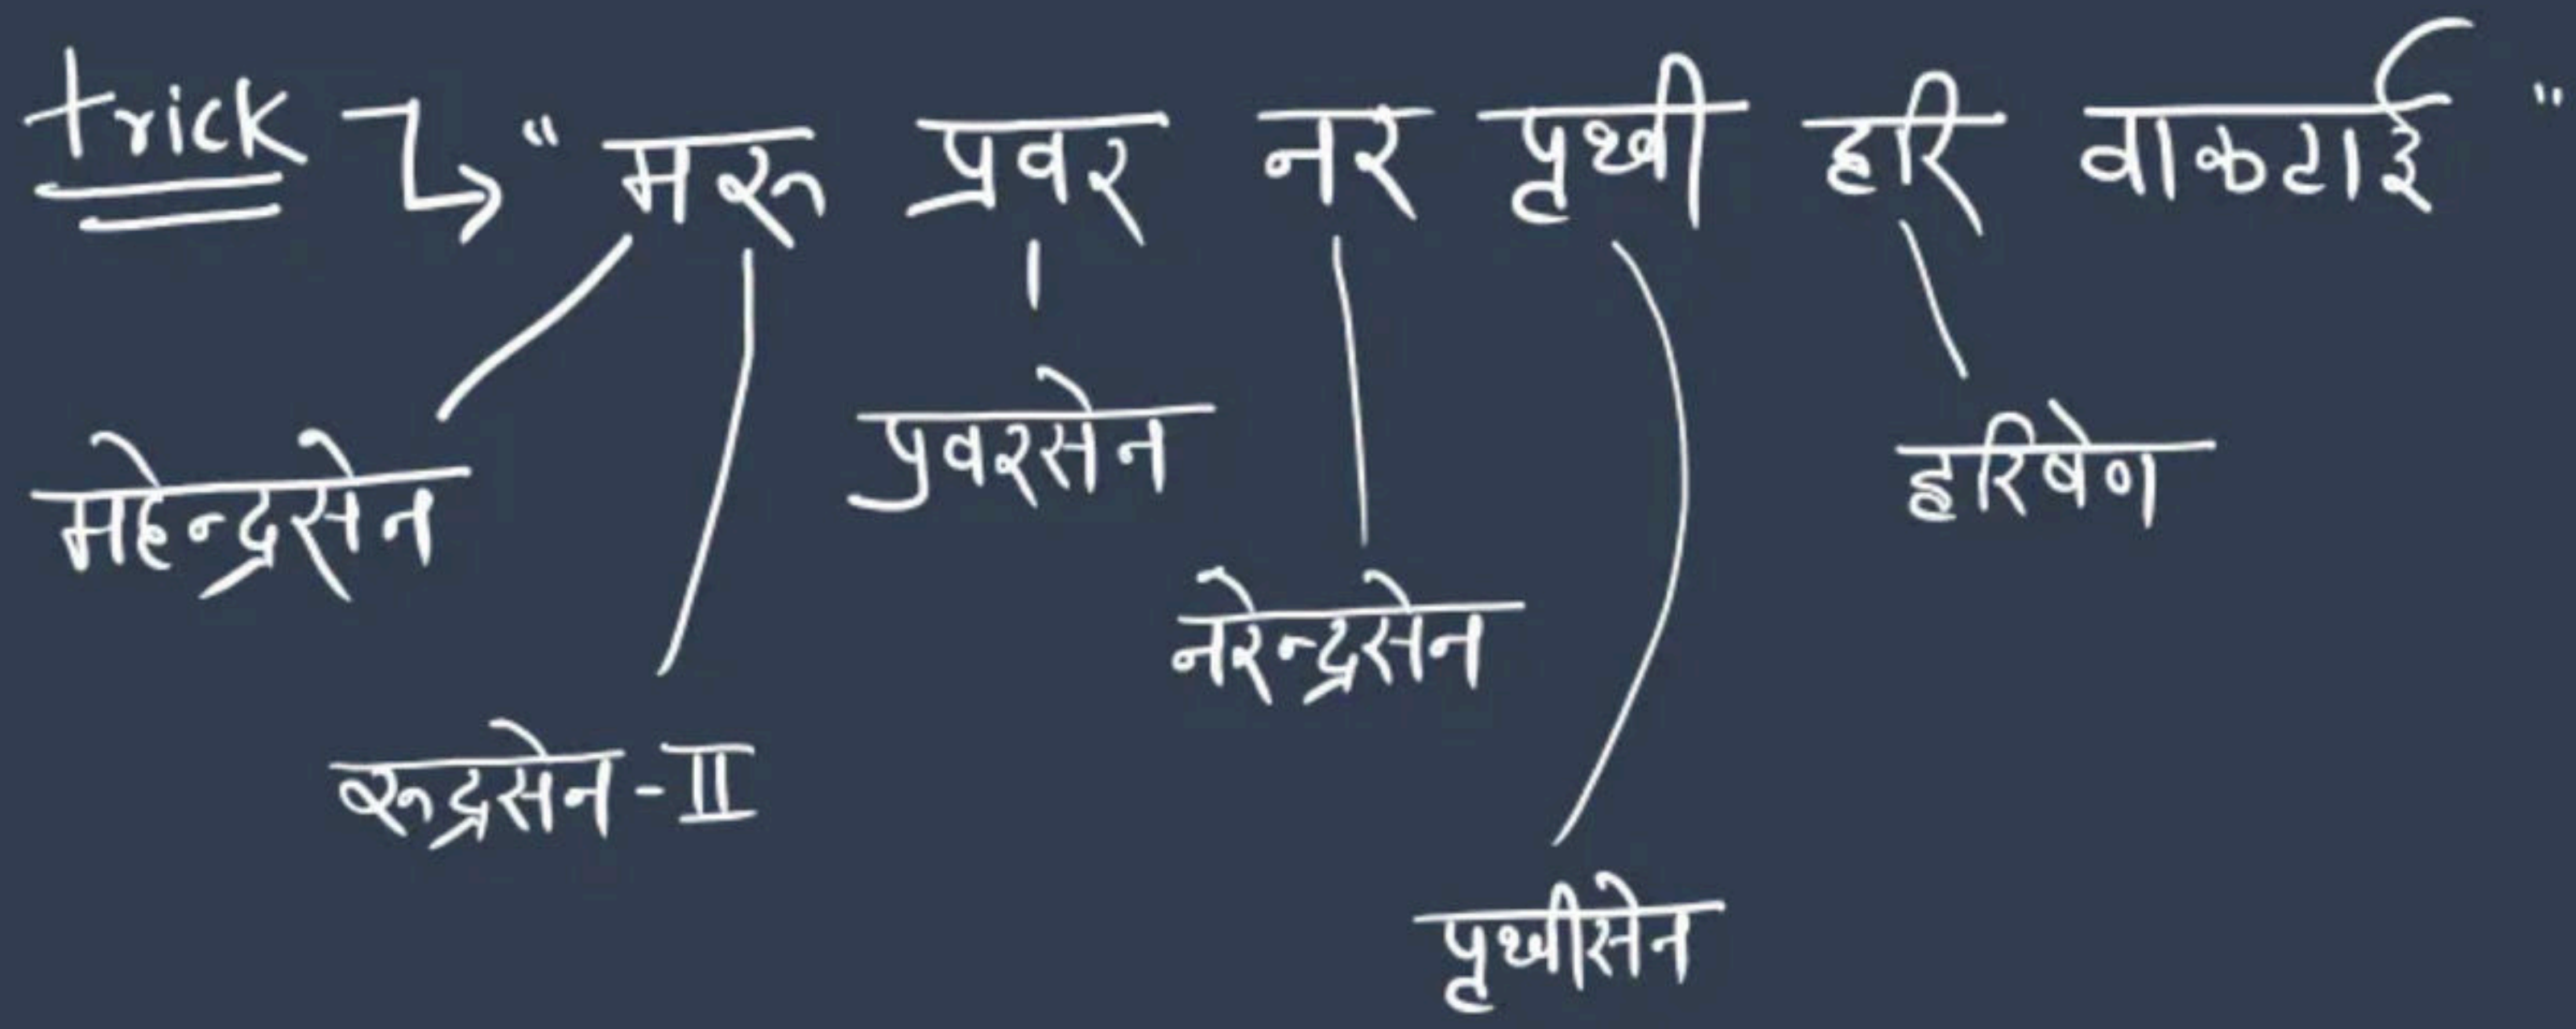 trick → " मरू प्रवर नर पृथ्वी हरि वाकटाई "
प्रवरसेन
हरिषेण
महेन्द्रसेन
नरेन्द्रसेन
रूद्रसेन-II
पृथ्वीसेन